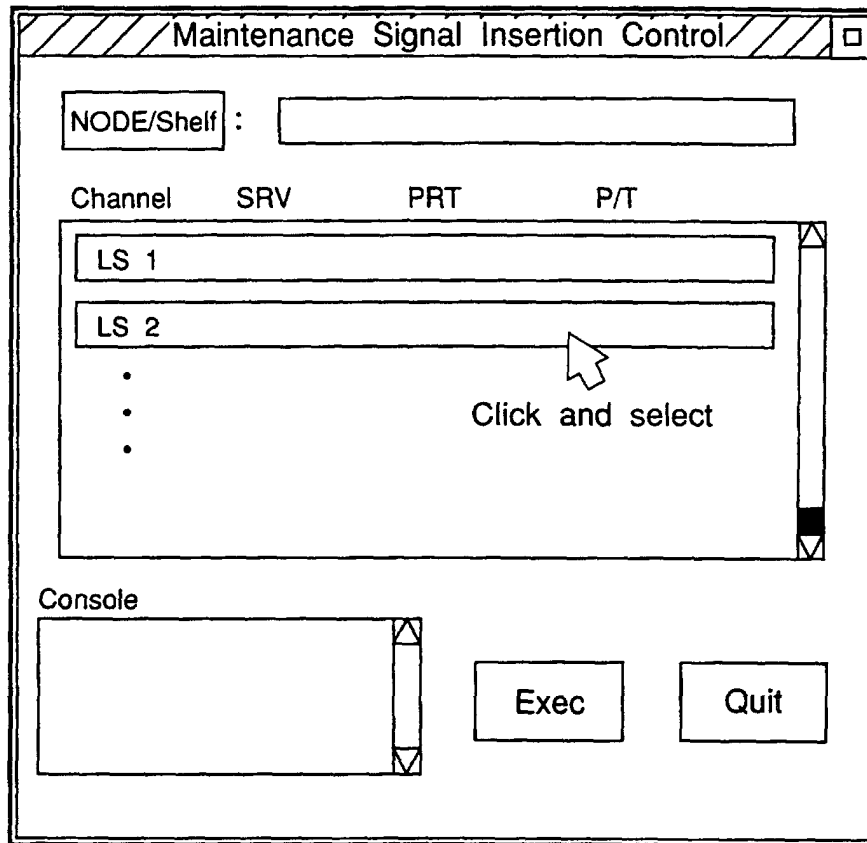 Maintenance Signal Insertion Control
NODE/Shelf :
Channel SRV PRT P/T
LS 1
LS 2
Click and select
Console
Exec Quit